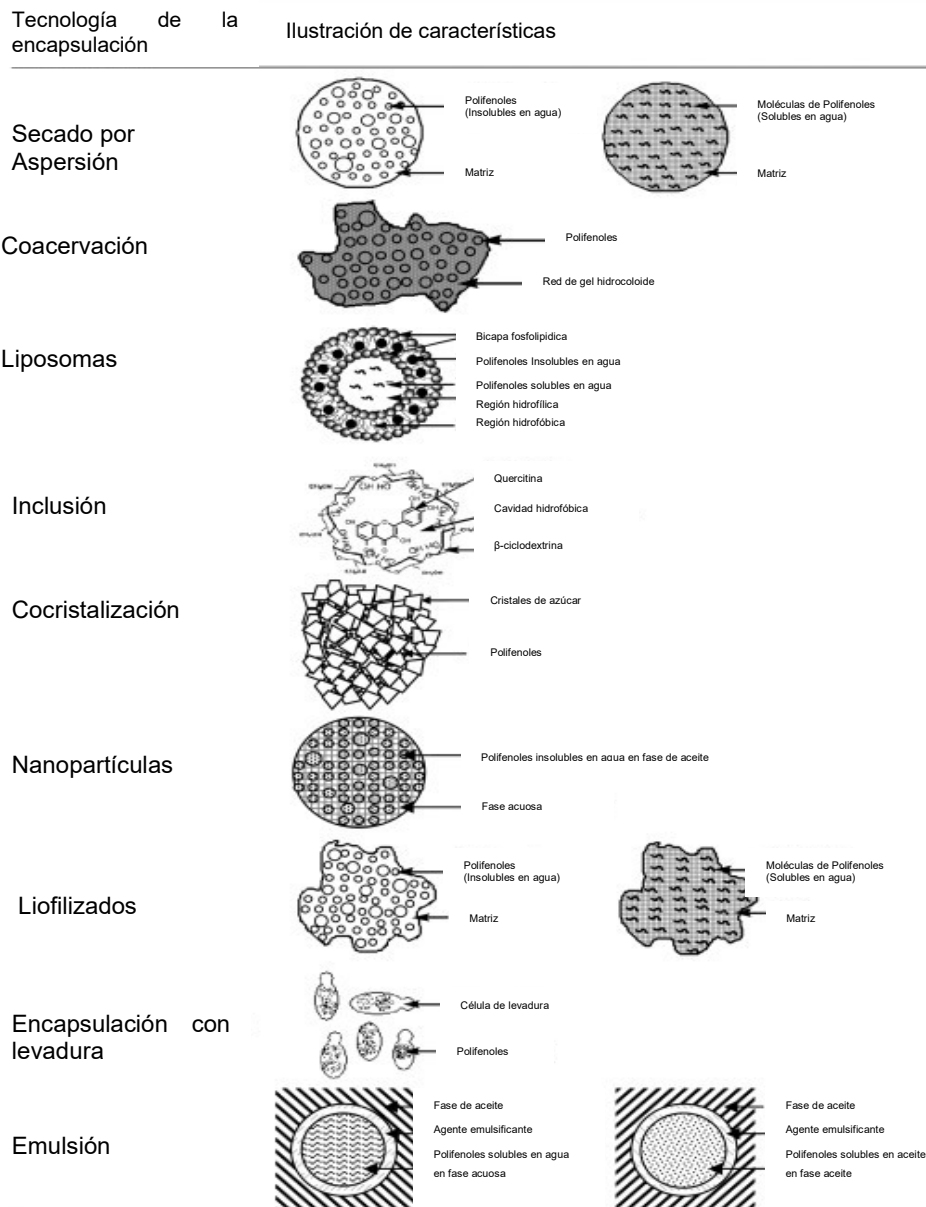 Tecnología de la
encapsulación
Ilustración de características
Secado por
Aspersión
Polifenoles
(Insolubles en agua)
Matriz
Moléculas de Polifenoles
(Solubles en agua)
Matriz
Coacervación
Polifenoles
Red de gel hidrocoloide
Liposomas
Bicapa fosfolipidica
Polifenoles Insolubles en agua
Polifenoles solubles en agua
Región hidrofílica
Región hidrofóbica
Inclusión
Quercitina
Cavidad hidrofóbica
β-ciclodextrina
Cocristalización
Cristales de azúcar
Polifenoles
Nanopartículas
Polifenoles insolubles en agua en fase de aceite
Fase acuosa
Liofilizados
Polifenoles
(Insolubles en agua)
Matriz
Moléculas de Polifenoles
(Solubles en agua)
Matriz
Encapsulación con
levadura
Célula de levadura
Polifenoles
Emulsión
Fase de aceite
Agente emulsificante
Polifenoles solubles en agua
en fase acuosa
Fase de aceite
Agente emulsificante
Polifenoles solubles en aceite
en fase aceite